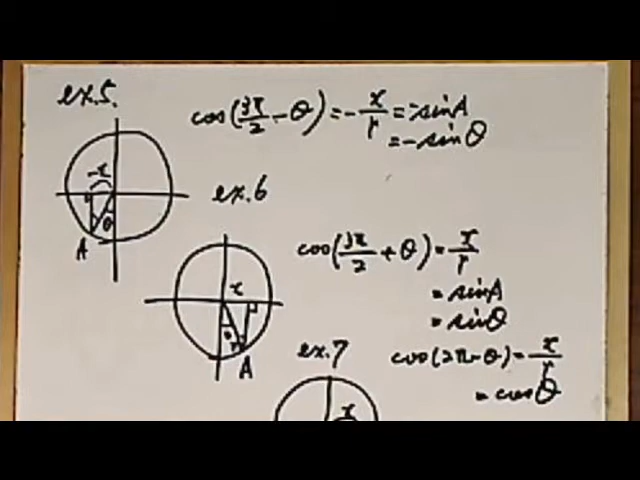 ex.5.
cos(3π/2 - θ) = - x/r = -sinA
= -sinθ
-x
θ
A
ex.6
cos(3π/2 + θ) = x/r
= sinA
= sinθ
x
θ
r
A
ex.7
cos(2π-θ) = x/r
= cosθ
x